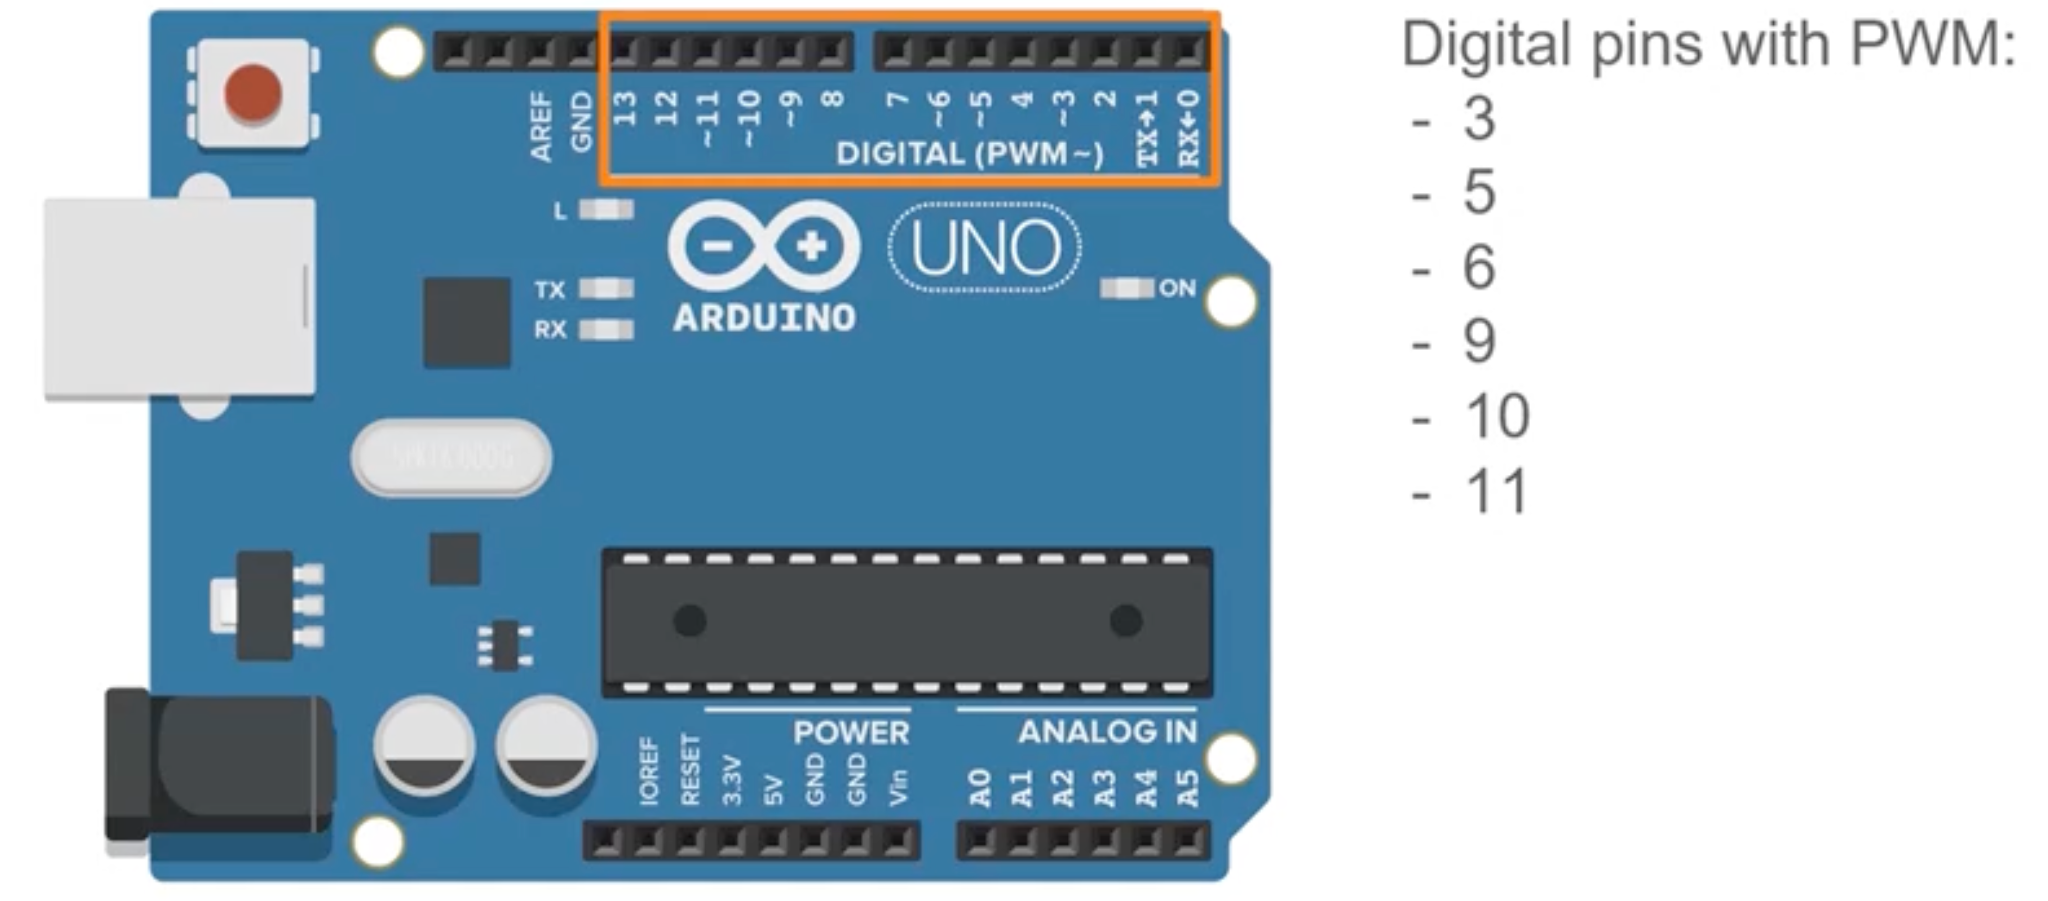 Digital pins with PWM:
- 3
- 5
- 6
- 9
- 10
- 11
AREF
GND
13
12
~11
~10
~9
8
7
~6
~5
4
~3
2
TX→1
RX←0
DIGITAL (PWM ~)
L
TX
RX
ARDUINO
UNO
ON
POWER
ANALOG IN
IOREF
RESET
3.3V
5V
GND
GND
Vin
A0
A1
A2
A3
A4
A5